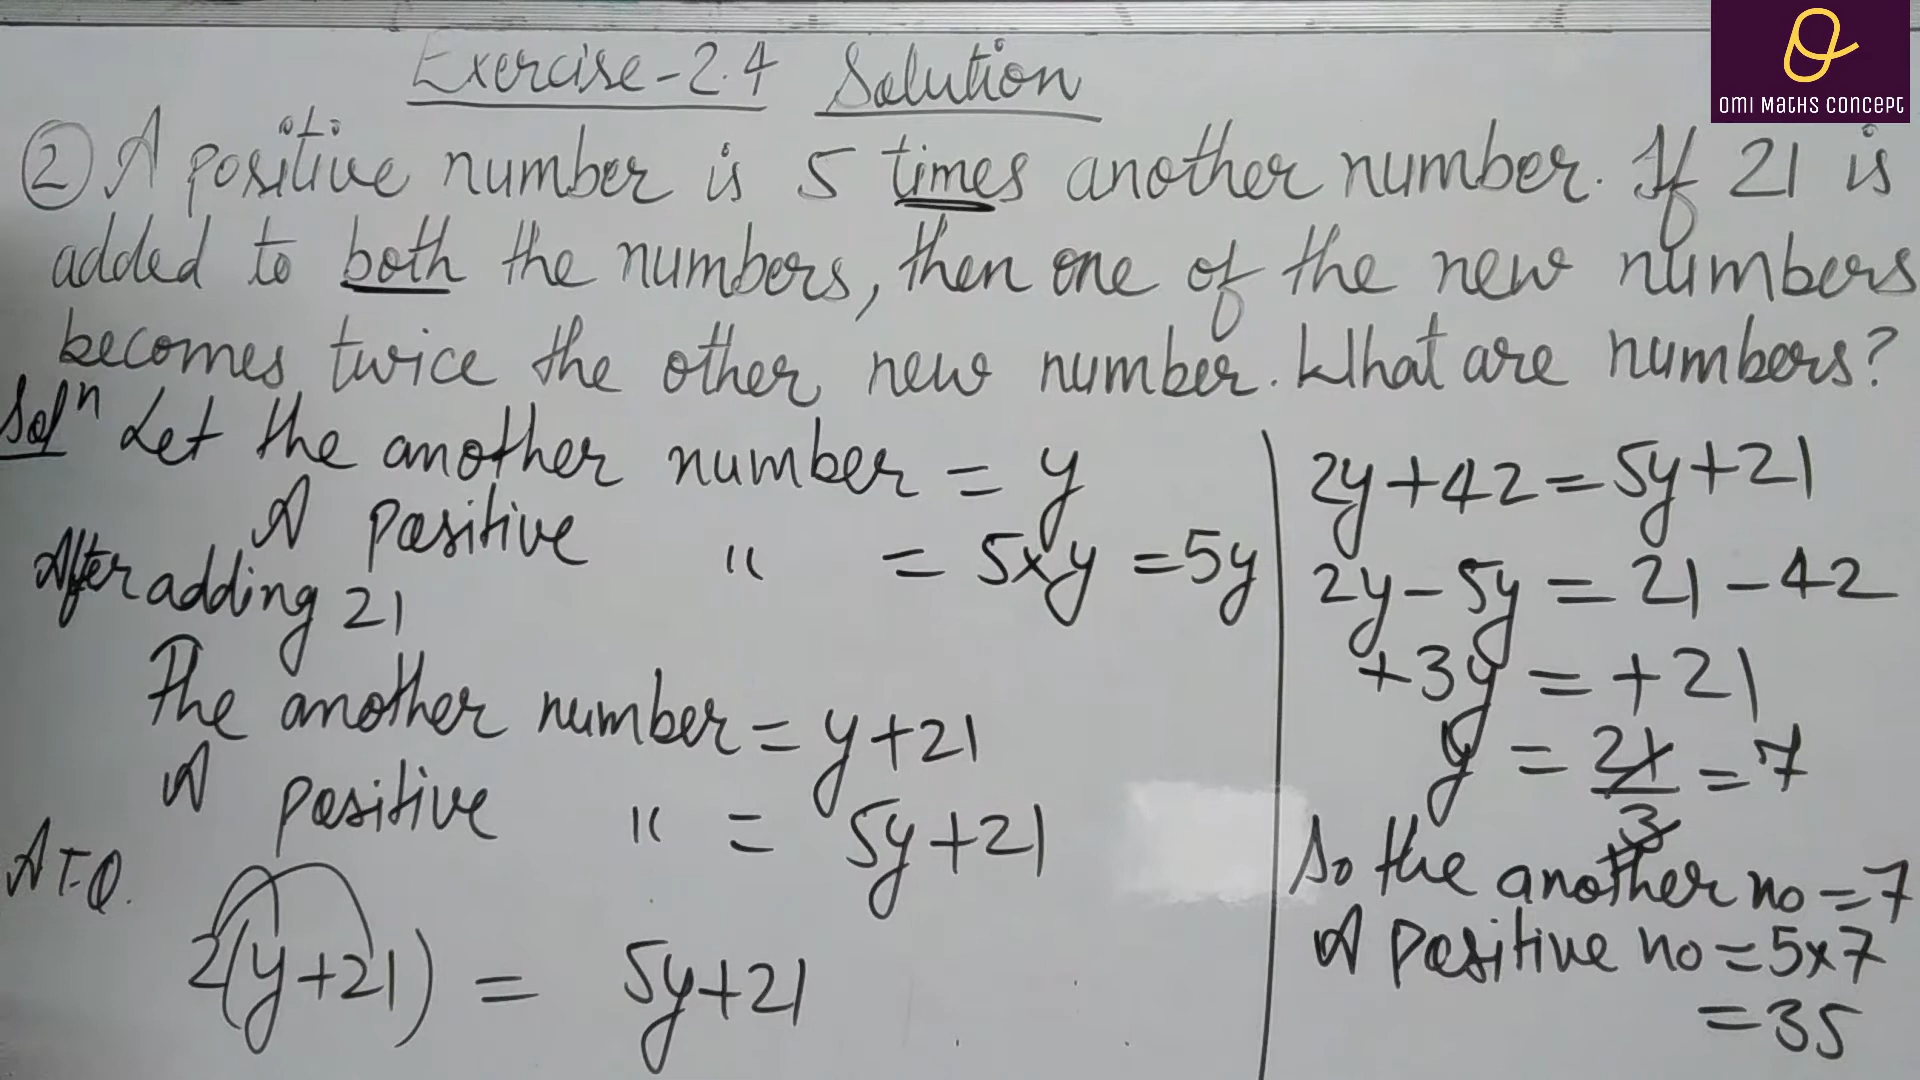 Exercise-2.4 Solution
OMI MATHS CONCEPT
② A positive number is 5 times another number. If 21 is
added to both the numbers, then one of the new numbers
becomes twice the other new number. What are numbers?
Solⁿ Let the another number = y
A positive " = 5xy = 5y
After adding 21
The another number = y+21
A positive " = 5y+21
A T-Q.
2(y+21) = 5y+21
2y+42=5y+21
2y-5y = 21-42
+3y = +21
y = 21/3 = 7
So the another no = 7
A positive no = 5x7
= 35